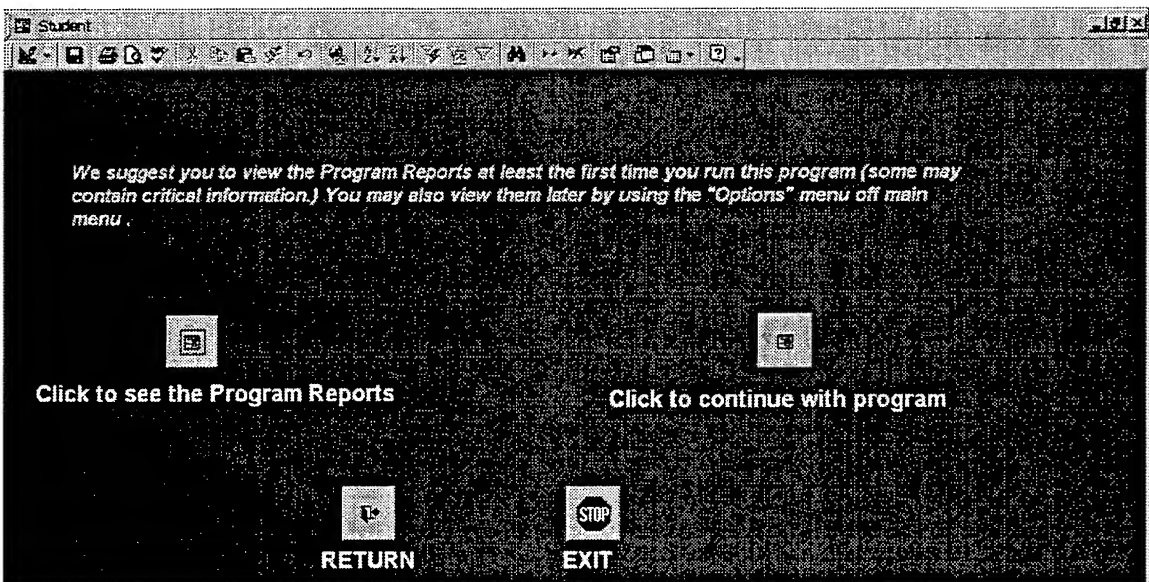 Student
We suggest you to view the Program Reports at least the first time you run this program (some may
contain critical information.) You may also view them later by using the "Options" menu off main
menu .
Click to see the Program Reports
Click to continue with program
STOP
RETURN
EXIT